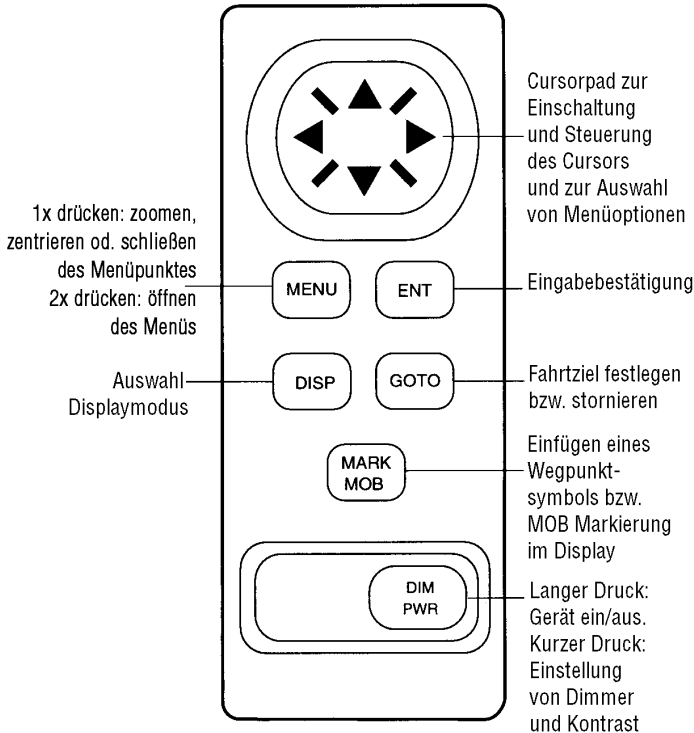 Cursorpad zur
Einschaltung
und Steuerung
des Cursors
und zur Auswahl
von Menüoptionen
1x drücken: zoomen,
zentrieren od. schließen
des Menüpunktes
2x drücken: öffnen
des Menüs
MENU
ENT
Eingabebestätigung
Auswahl
Displaymodus
DISP
GOTO
Fahrtziel festlegen
bzw. stornieren
MARK
MOB
Einfügen eines
Wegpunkt-
symbols bzw.
MOB Markierung
im Display
DIM
PWR
Langer Druck:
Gerät ein/aus.
Kurzer Druck:
Einstellung
von Dimmer
und Kontrast